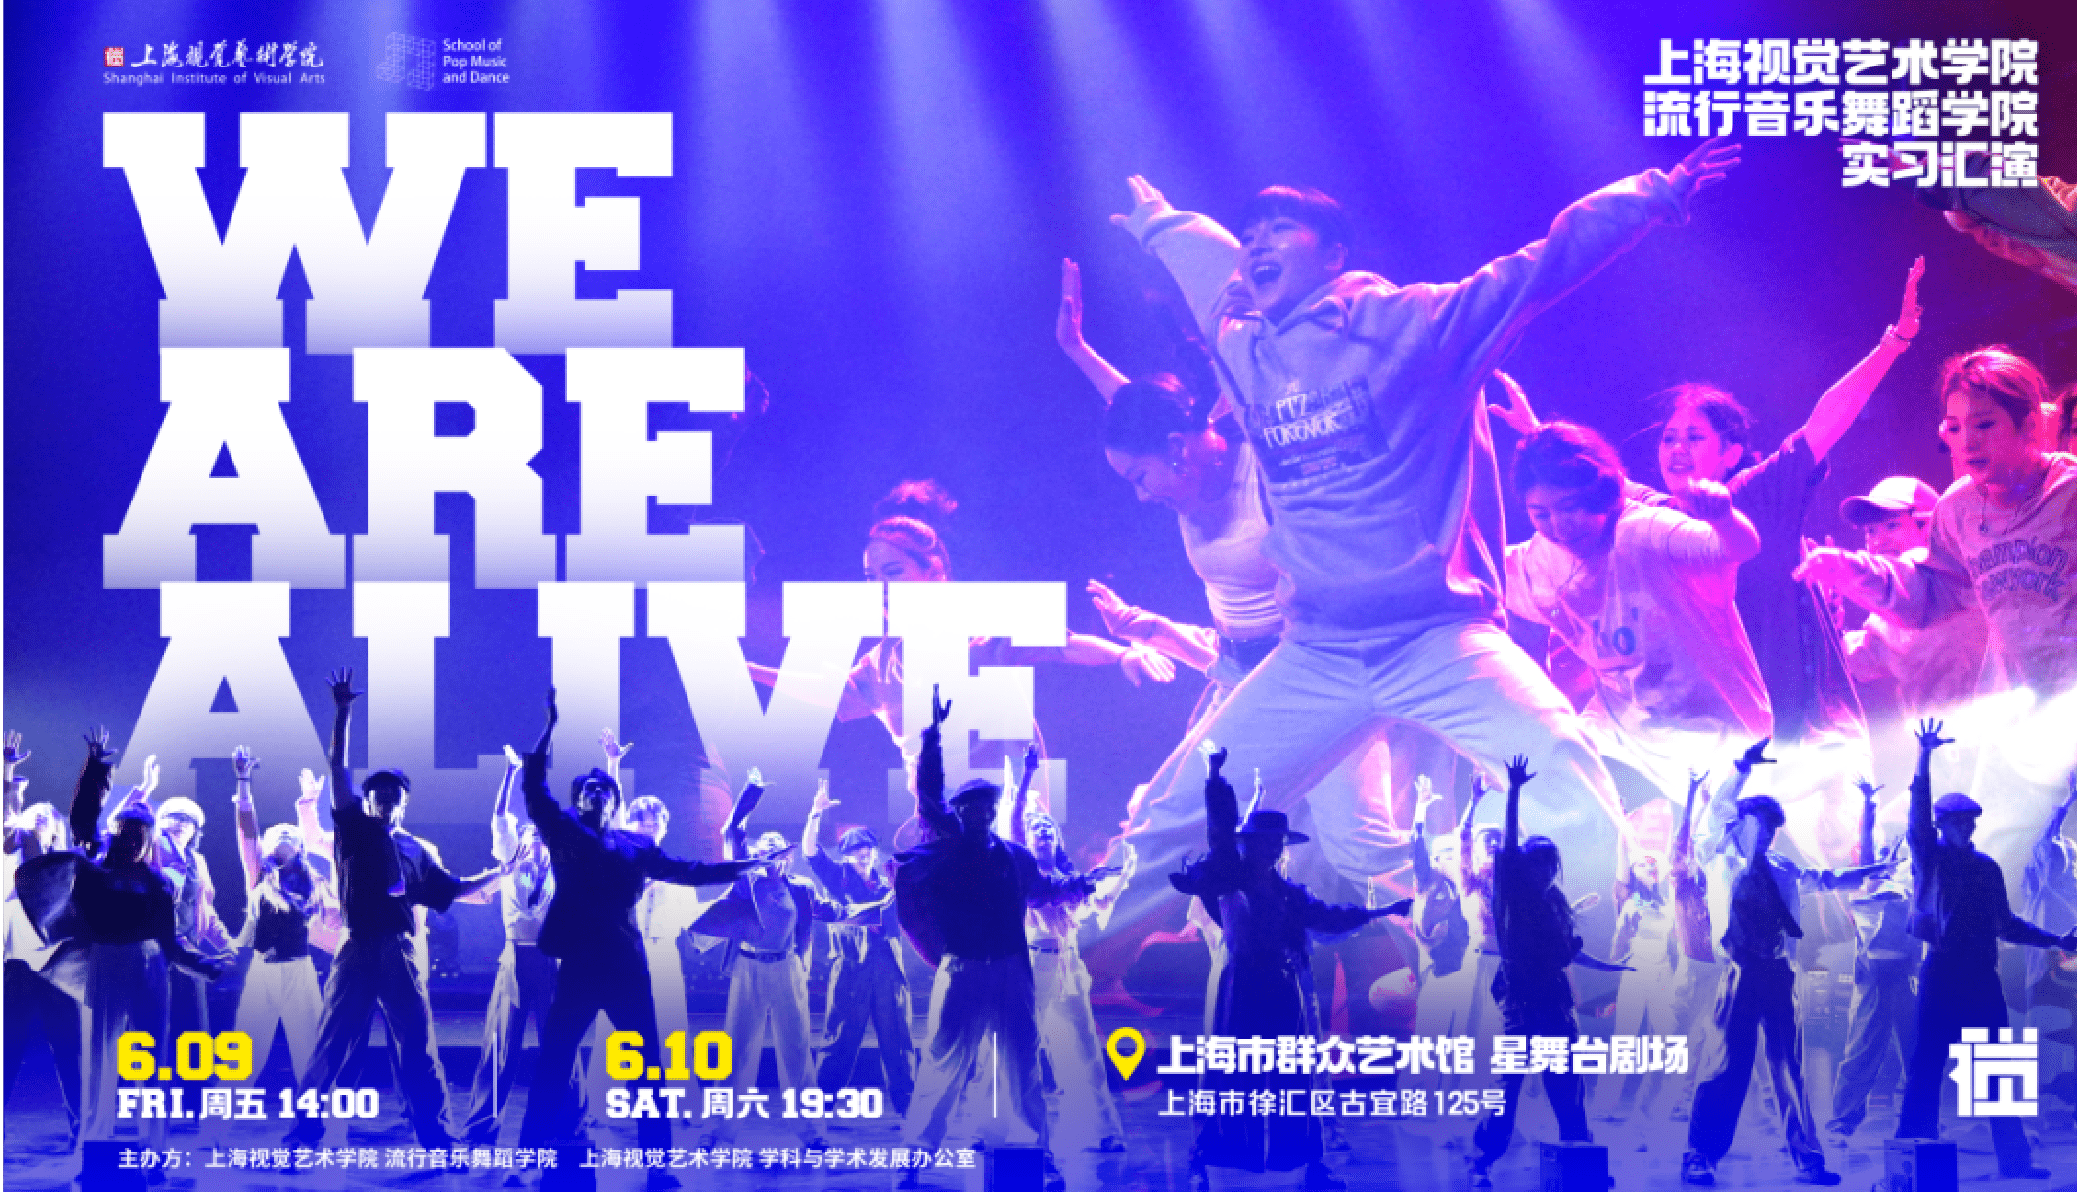 上海视觉藝術学院
Shanghai Institute of Visual Arts
School of
Pop Music
and Dance
上海视觉艺术学院
流行音乐舞蹈学院
实习汇演
WE
ARE
ALIVE
FOREVER
Champion
6.09
FRI. 周五 14:00
6.10
SAT. 周六 19:30
上海市群众艺术馆 星舞台剧场
上海市徐汇区古宜路125号
主办方：上海视觉艺术学院 流行音乐舞蹈学院 上海视觉艺术学院 学科与学术发展办公室